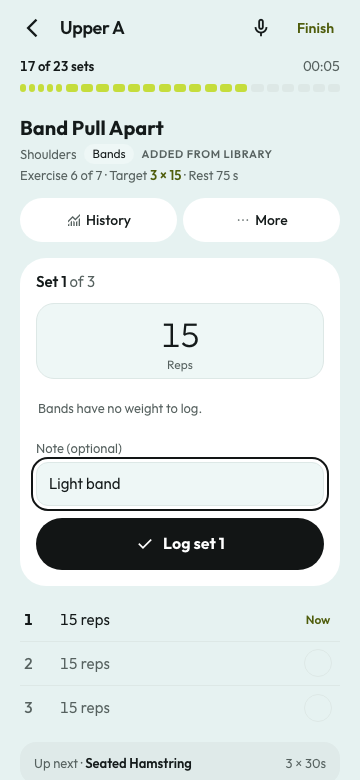 Upper A
Finish
17 of 23 sets
00:05
Band Pull Apart
Shoulders Bands ADDED FROM LIBRARY
Exercise 6 of 7 · Target 3 × 15 · Rest 75 s
History
More
Set 1 of 3
15
Reps
Bands have no weight to log.
Note (optional)
Light band
Log set 1
1 15 reps Now
2 15 reps
3 15 reps
Up next · Seated Hamstring 3 × 30s